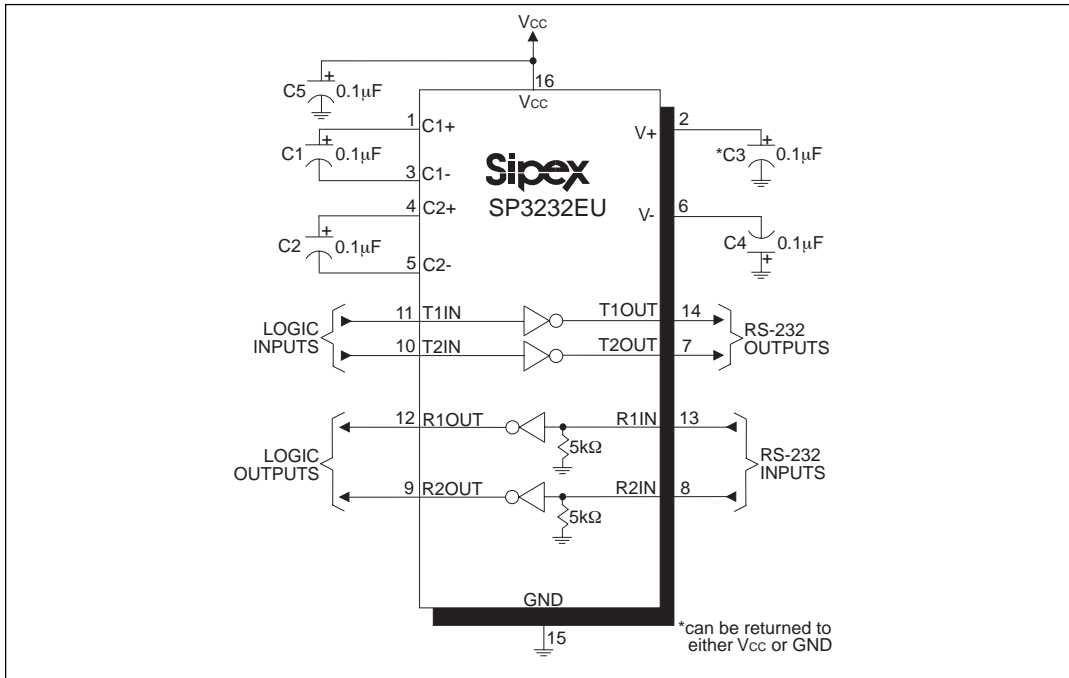 Vcc
16
Vcc
C5
+
0.1µF
1
C1+
C1
+
0.1µF
3
C1-
4
C2+
C2
+
0.1µF
5
C2-
Sipex
SP3232EU
V+
2
*C3
+
0.1µF
V-
6
C4
0.1µF
+
LOGIC
INPUTS
11
T1IN
T1OUT
14
10
T2IN
T2OUT
7
RS-232
OUTPUTS
LOGIC
OUTPUTS
12
R1OUT
R1IN
13
5kΩ
9
R2OUT
R2IN
8
5kΩ
RS-232
INPUTS
GND
15
*can be returned to
either Vcc or GND